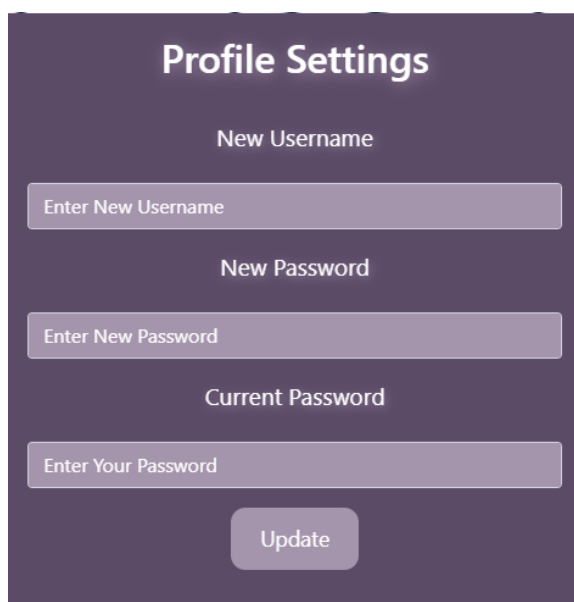 Profile Settings
New Username
Enter New Username
New Password
Enter New Password
Current Password
Enter Your Password
Update